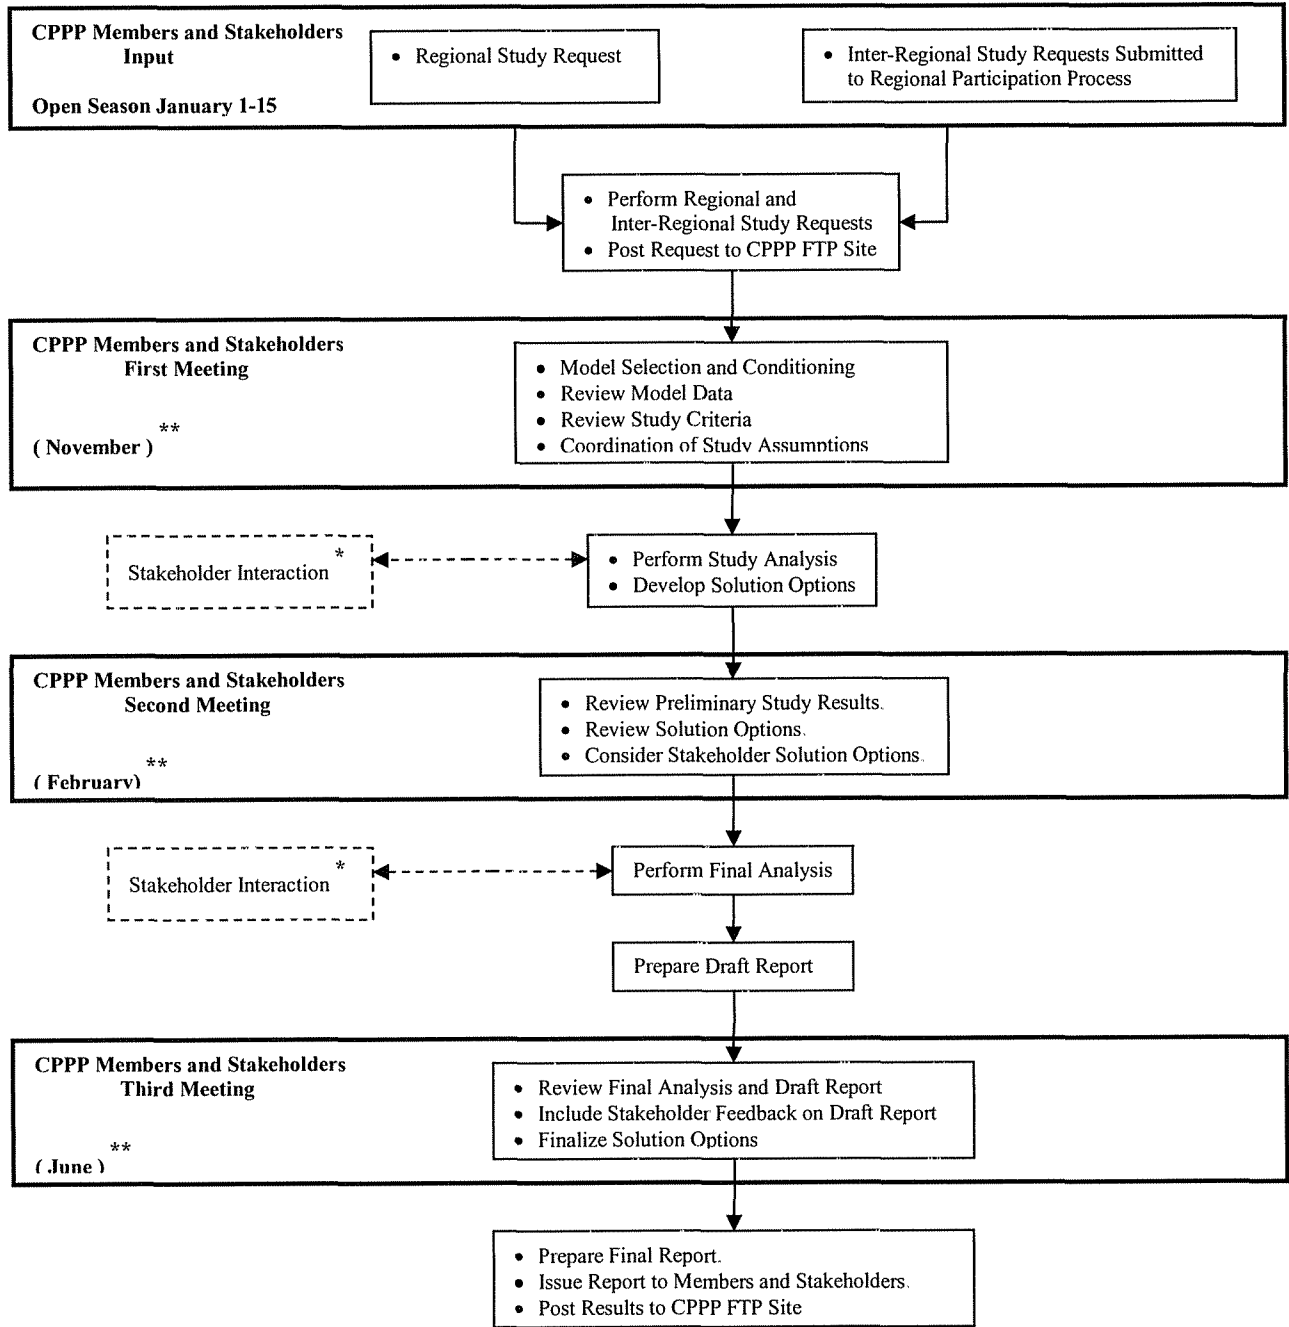 CPPP Members and Stakeholders
Input
Open Season January 1-15
• Regional Study Request
• Inter-Regional Study Requests Submitted
to Regional Participation Process
• Perform Regional and
Inter-Regional Study Requests
• Post Request to CPPP FTP Site
CPPP Members and Stakeholders
First Meeting
( November ) **
• Model Selection and Conditioning
• Review Model Data
• Review Study Criteria
• Coordination of Study Assumptions
Stakeholder Interaction *
• Perform Study Analysis
• Develop Solution Options
CPPP Members and Stakeholders
Second Meeting
( February) **
• Review Preliminary Study Results.
• Review Solution Options.
• Consider Stakeholder Solution Options.
Stakeholder Interaction *
Perform Final Analysis
Prepare Draft Report
CPPP Members and Stakeholders
Third Meeting
( June ) **
• Review Final Analysis and Draft Report
• Include Stakeholder Feedback on Draft Report
• Finalize Solution Options
• Prepare Final Report.
• Issue Report to Members and Stakeholders.
• Post Results to CPPP FTP Site